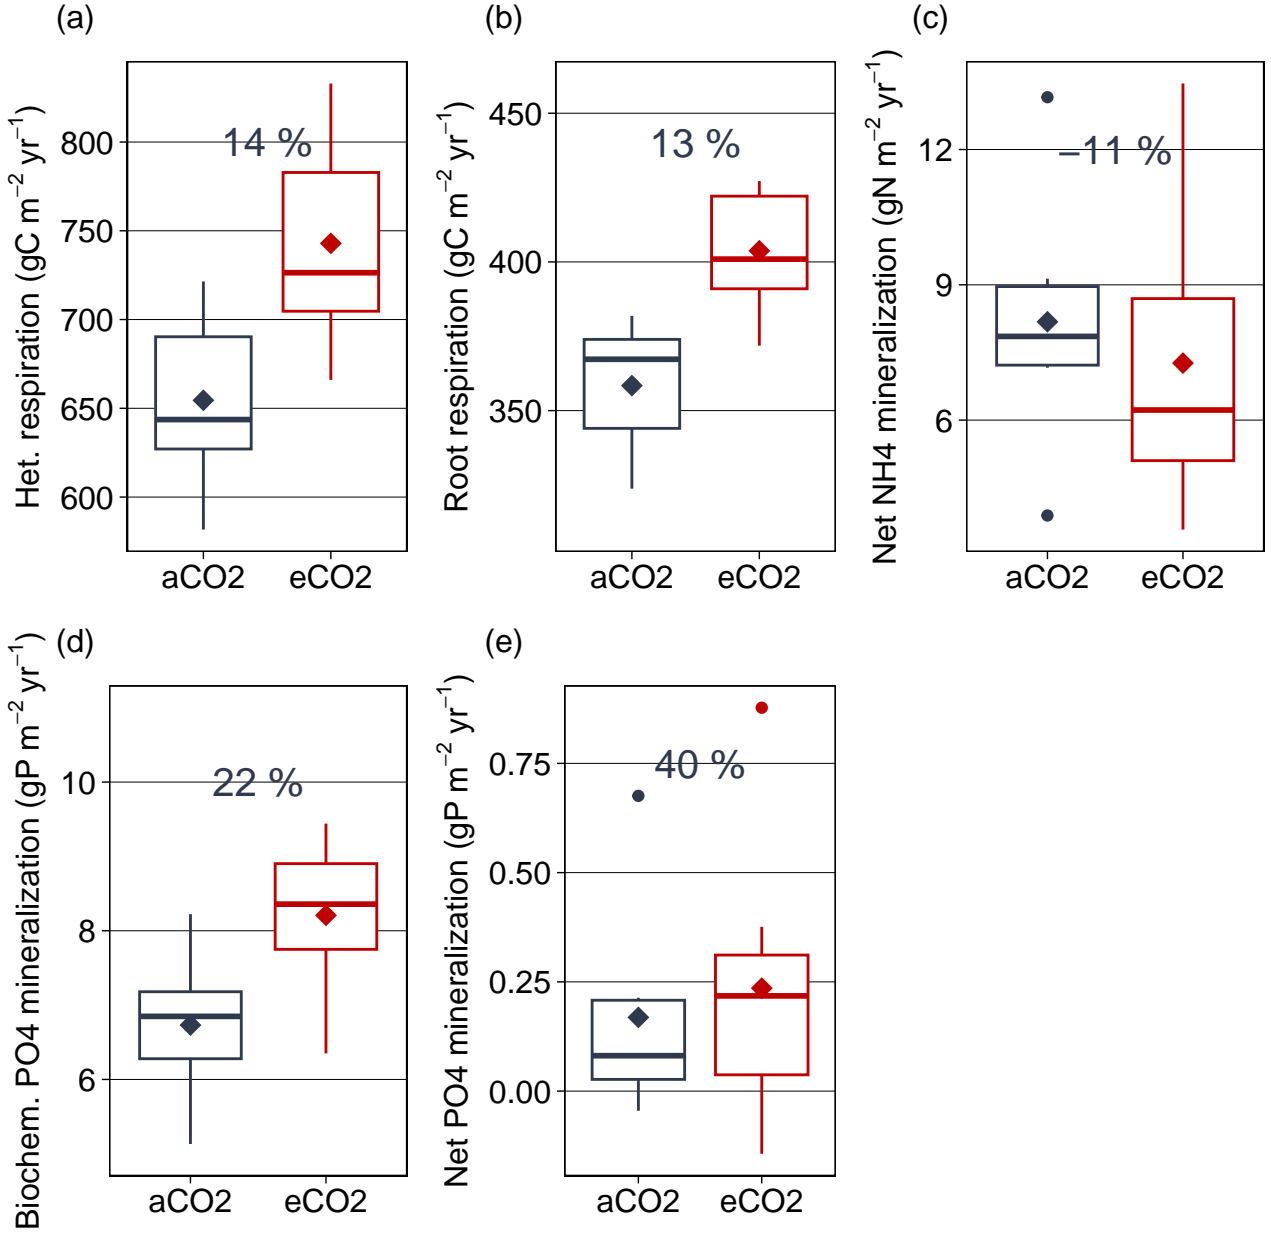 (a)
Het. respiration (gC m⁻² yr⁻¹)
800
750
700
650
600
14 %
aCO2 eCO2
(b)
Root respiration (gC m⁻² yr⁻¹)
450
400
350
13 %
aCO2 eCO2
(c)
Net NH4 mineralization (gN m⁻² yr⁻¹)
12
9
6
−11 %
aCO2 eCO2
(d)
Biochem. PO4 mineralization (gP m⁻² yr⁻¹)
10
8
6
22 %
aCO2 eCO2
(e)
Net PO4 mineralization (gP m⁻² yr⁻¹)
0.75
0.50
0.25
0.00
40 %
aCO2 eCO2